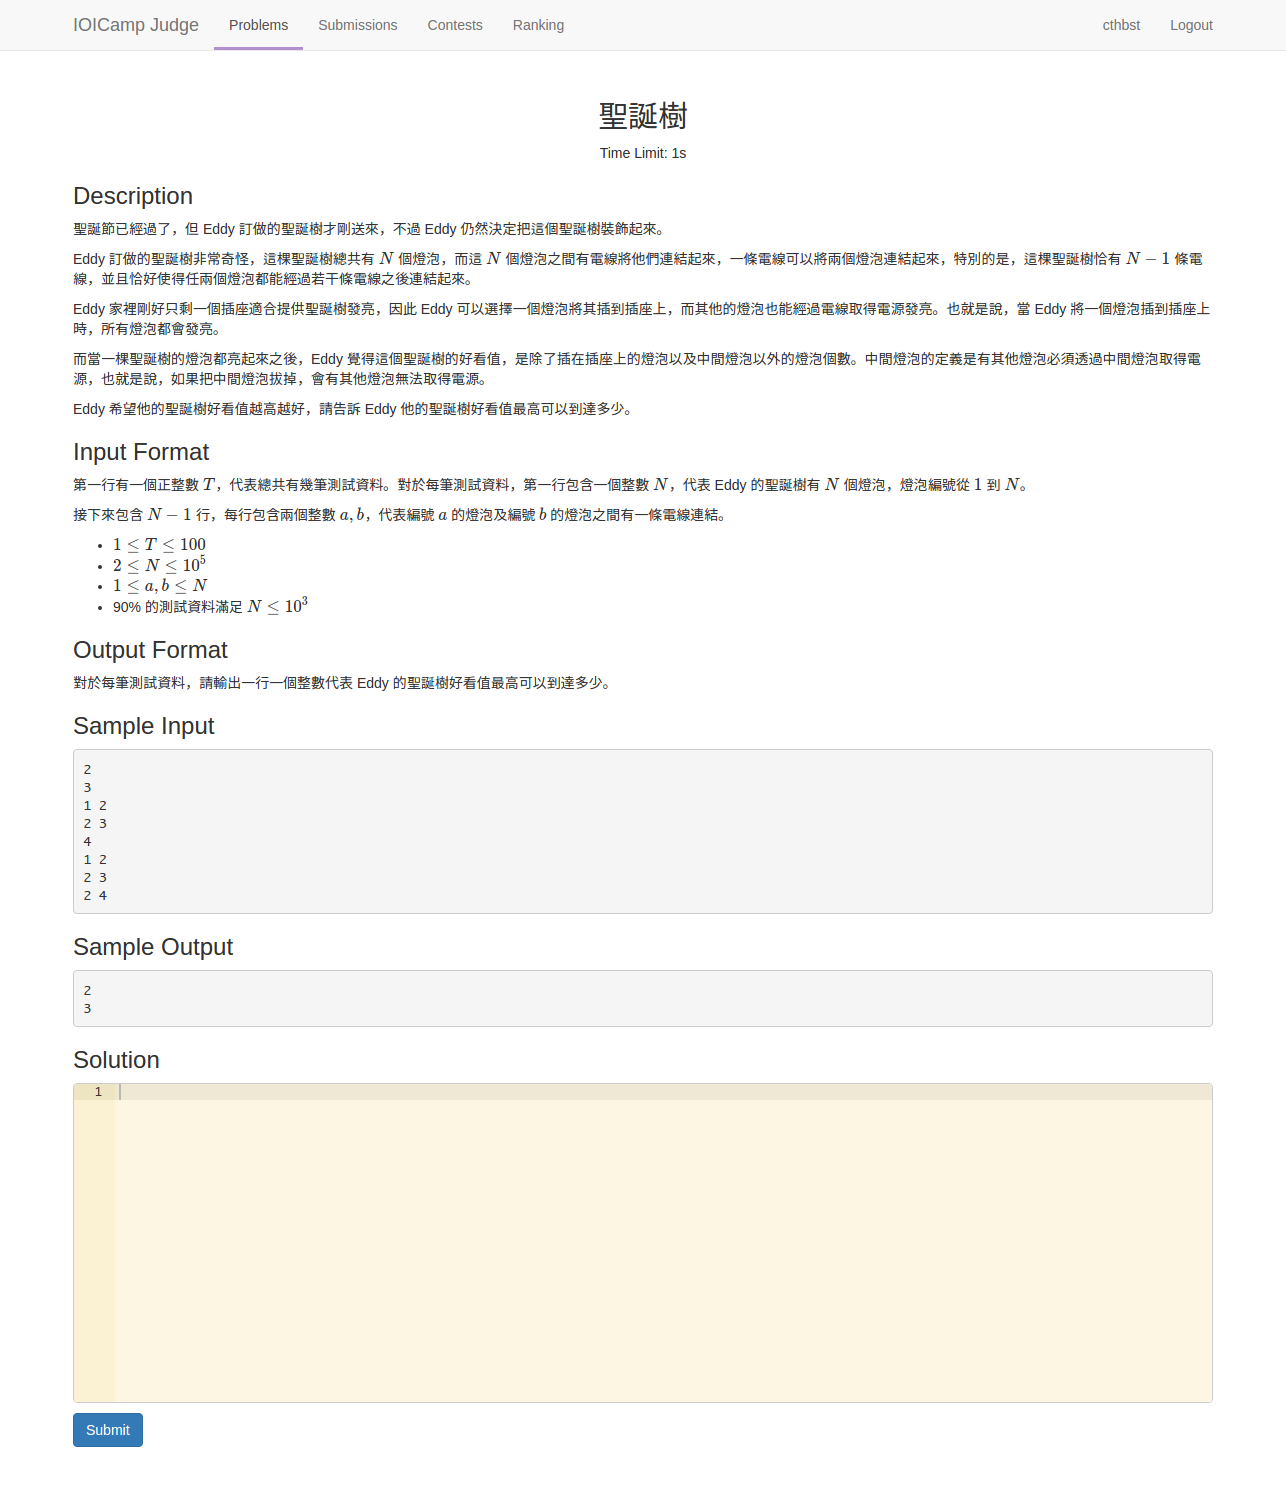 IOICamp Judge Problems Submissions Contests Ranking cthbst Logout
聖誕樹
Time Limit: 1s
Description
聖誕節已經過了，但 Eddy 訂做的聖誕樹才剛送來，不過 Eddy 仍然決定把這個聖誕樹裝飾起來。
Eddy 訂做的聖誕樹非常奇怪，這棵聖誕樹總共有 N 個燈泡，而這 N 個燈泡之間有電線將他們連結起來，一條電線可以將兩個燈泡連結起來，特別的是，這棵聖誕樹恰有 N − 1 條電
線，並且恰好使得任兩個燈泡都能經過若干條電線之後連結起來。
Eddy 家裡剛好只剩一個插座適合提供聖誕樹發亮，因此 Eddy 可以選擇一個燈泡將其插到插座上，而其他的燈泡也能經過電線取得電源發亮。也就是說，當 Eddy 將一個燈泡插到插座上
時，所有燈泡都會發亮。
而當一棵聖誕樹的燈泡都亮起來之後，Eddy 覺得這個聖誕樹的好看值，是除了插在插座上的燈泡以及中間燈泡以外的燈泡個數。中間燈泡的定義是有其他燈泡必須透過中間燈泡取得電
源，也就是說，如果把中間燈泡拔掉，會有其他燈泡無法取得電源。
Eddy 希望他的聖誕樹好看值越高越好，請告訴 Eddy 他的聖誕樹好看值最高可以到達多少。
Input Format
第一行有一個正整數 T，代表總共有幾筆測試資料。對於每筆測試資料，第一行包含一個整數 N，代表 Eddy 的聖誕樹有 N 個燈泡，燈泡編號從 1 到 N。
接下來包含 N − 1 行，每行包含兩個整數 a, b，代表編號 a 的燈泡及編號 b 的燈泡之間有一條電線連結。
• 1 ≤ T ≤ 100
• 2 ≤ N ≤ 10^5
• 1 ≤ a, b ≤ N
• 90% 的測試資料滿足 N ≤ 10^3
Output Format
對於每筆測試資料，請輸出一行一個整數代表 Eddy 的聖誕樹好看值最高可以到達多少。
Sample Input
2
3
1 2
2 3
4
1 2
2 3
2 4
Sample Output
2
3
Solution
1
Submit